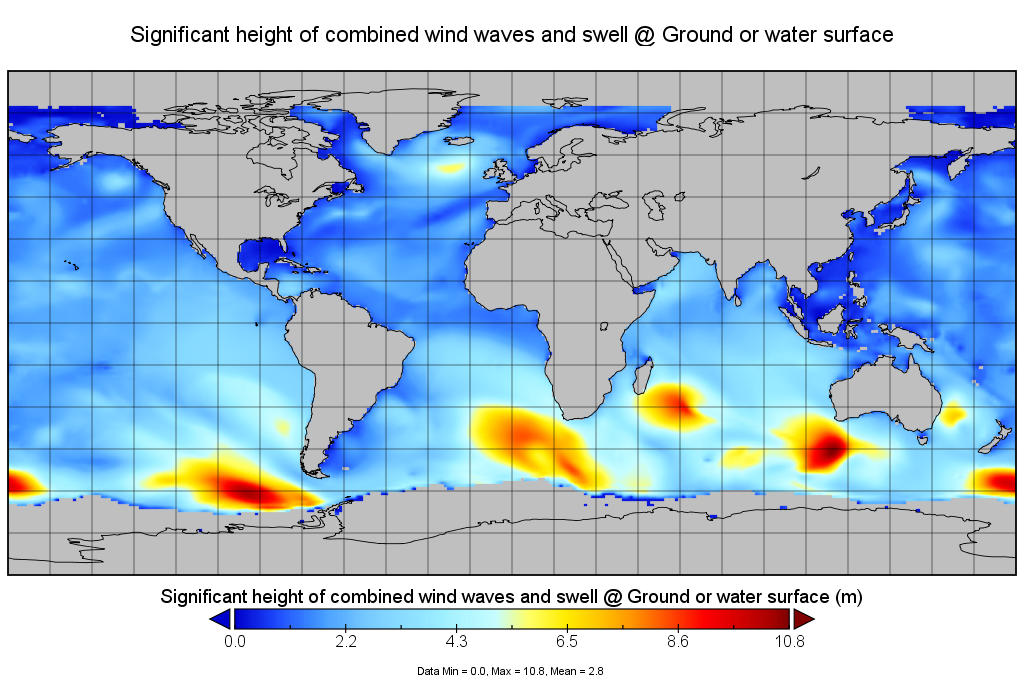 Significant height of combined wind waves and swell @ Ground or water surface
Significant height of combined wind waves and swell @ Ground or water surface (m)
0.0 2.2 4.3 6.5 8.6 10.8
Data Min = 0.0, Max = 10.8, Mean = 2.8